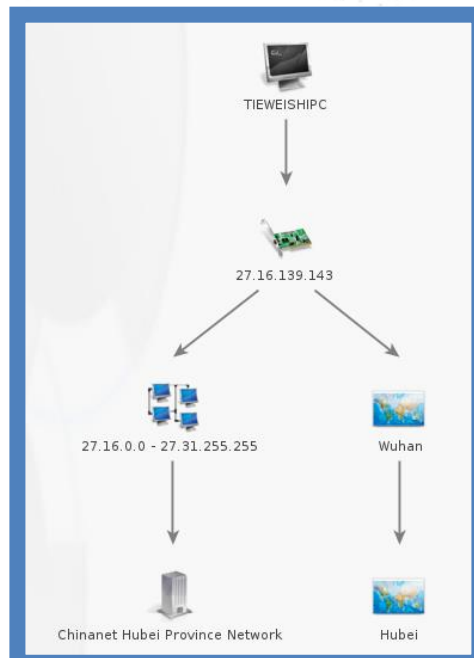 TIEWEISHIPC
27.16.139.143
27.16.0.0 - 27.31.255.255
Wuhan
Chinanet Hubei Province Network
Hubei